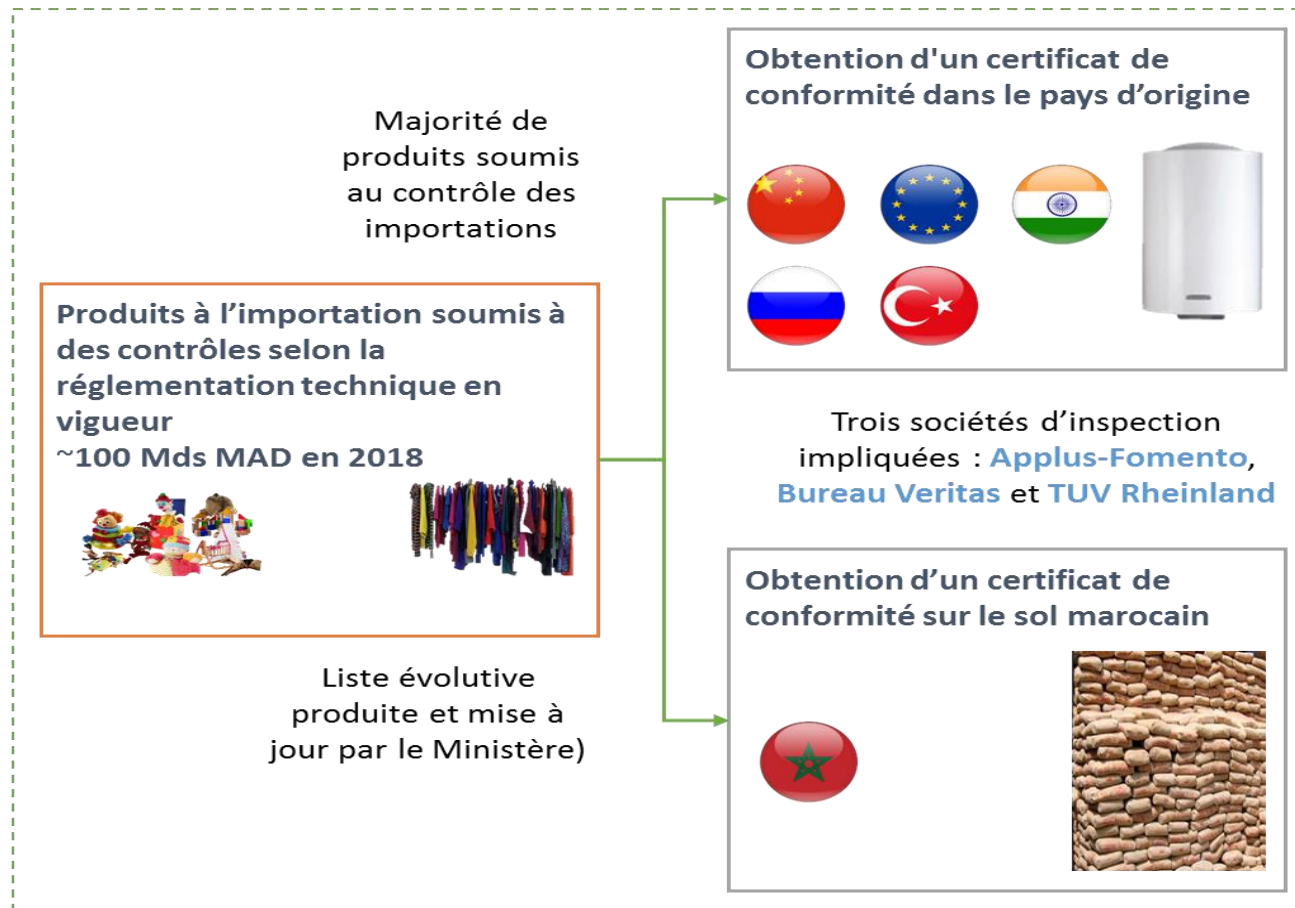 Majorité de
produits soumis
au contrôle des
importations
Produits à l’importation soumis à
des contrôles selon la
réglementation technique en
vigueur
~100 Mds MAD en 2018
Liste évolutive
produite et mise à
jour par le Ministère)
Obtention d'un certificat de
conformité dans le pays d’origine
Trois sociétés d’inspection
impliquées : Applus-Fomento,
Bureau Veritas et TUV Rheinland
Obtention d’un certificat de
conformité sur le sol marocain